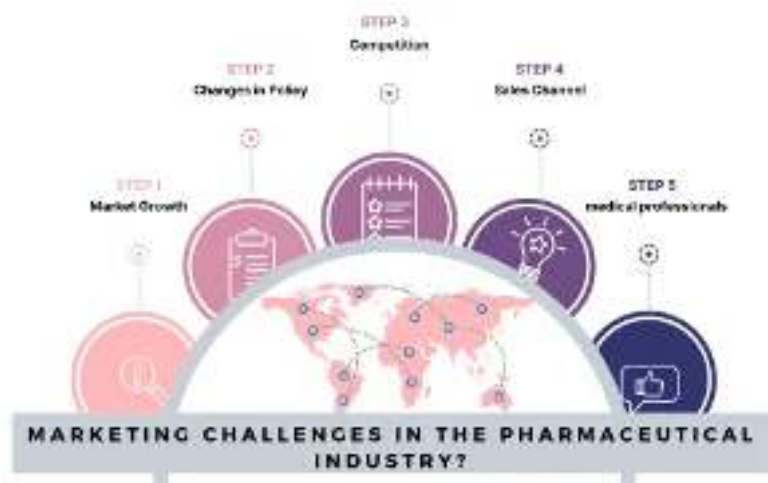 STEP 3
Competition
STEP 2
Changes in Policy
STEP 4
Sales Channel
STEP 1
Market Growth
STEP 5
medical professionals
MARKETING CHALLENGES IN THE PHARMACEUTICAL
INDUSTRY?